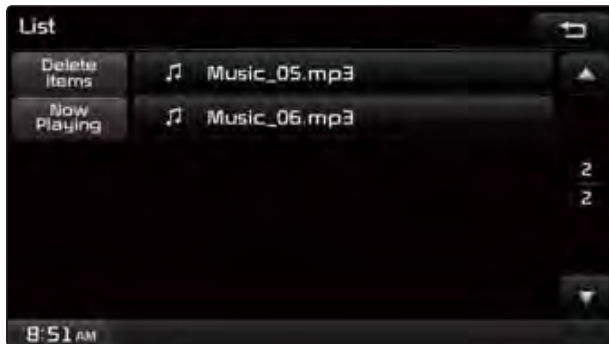 List
Delete
Items
Music_05.mp3
Now
Playing
Music_06.mp3
2
2
8:51 AM